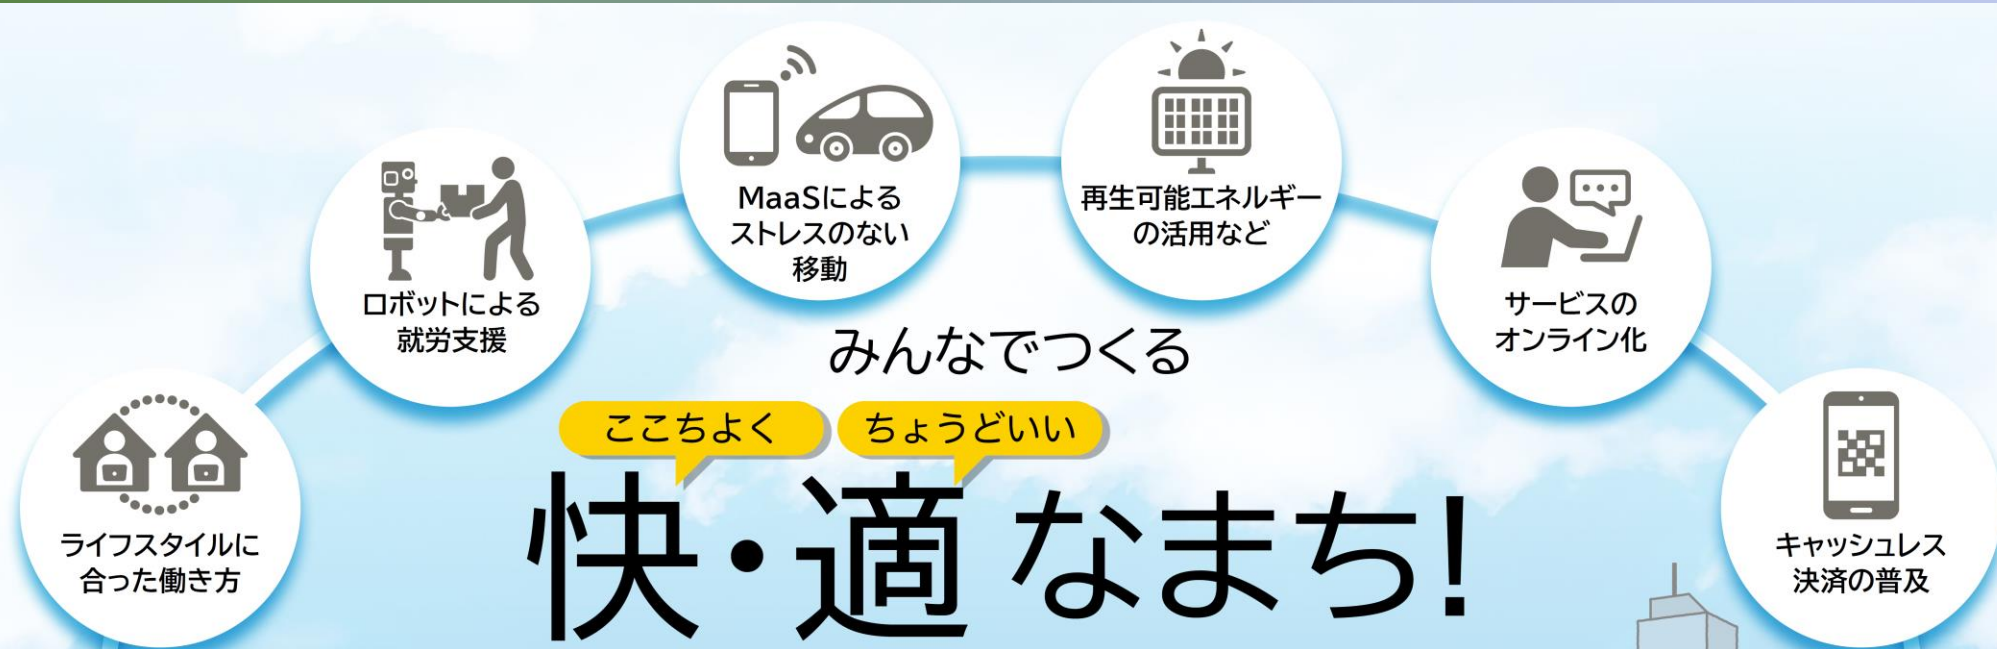 MaaSによる
ストレスのない
移動
再生可能エネルギー
の活用など
ロボットによる
就労支援
サービスの
オンライン化
ライフスタイルに
合った働き方
キャッシュレス
決済の普及
みんなでつくる
ここちよく ちょうどいい
快・適なまち!